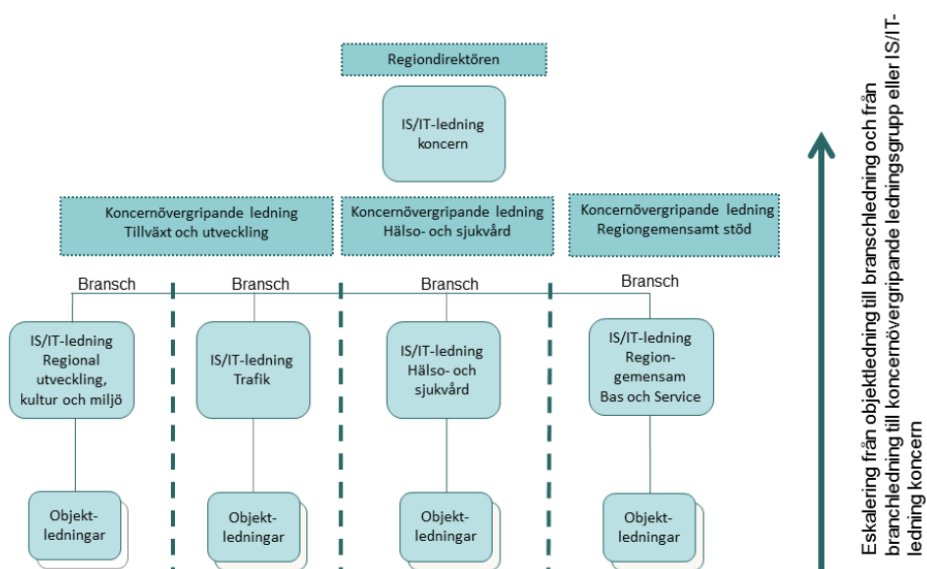 Regiondirektören
IS/IT-ledning
koncern
Koncernövergripande ledning
Tillväxt och utveckling
Koncernövergripande ledning
Hälso- och sjukvård
Koncernövergripande ledning
Regiongemensamt stöd
Bransch
Bransch
Bransch
Bransch
IS/IT-ledning
Regional
utveckling,
kultur och miljö
IS/IT-ledning
Trafik
IS/IT-ledning
Hälso- och
sjukvård
IS/IT-ledning
Region-
gemensam
Bas och Service
Objekt-
ledningar
Objekt-
ledningar
Objekt-
ledningar
Objekt-
ledningar
Eskalering från objektledning till branschledning och från
branchledning till koncernövergripande ledningsgrupp eller IS/IT-
ledning koncern